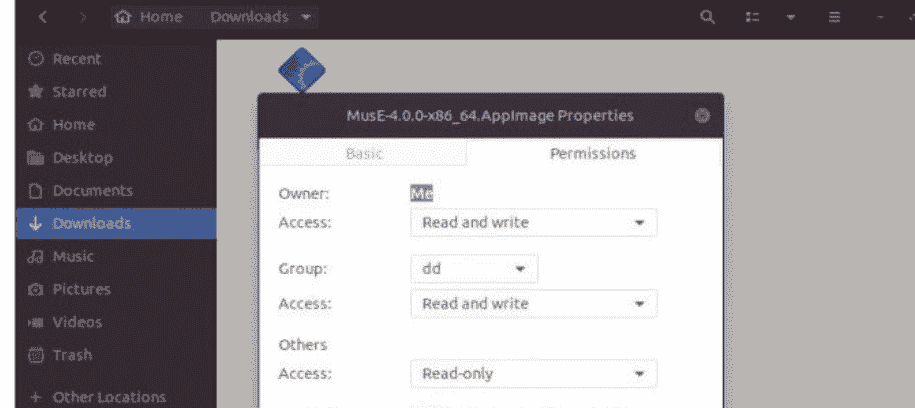 Home Downloads
Recent
Starred
Home
Desktop
Documents
Downloads
Music
Pictures
Videos
Trash
Other Locations
MusE-4.0.0-x86_64.AppImage Properties
Basic Permissions
Owner: Me
Access: Read and write
Group: dd
Access: Read and write
Others
Access: Read-only